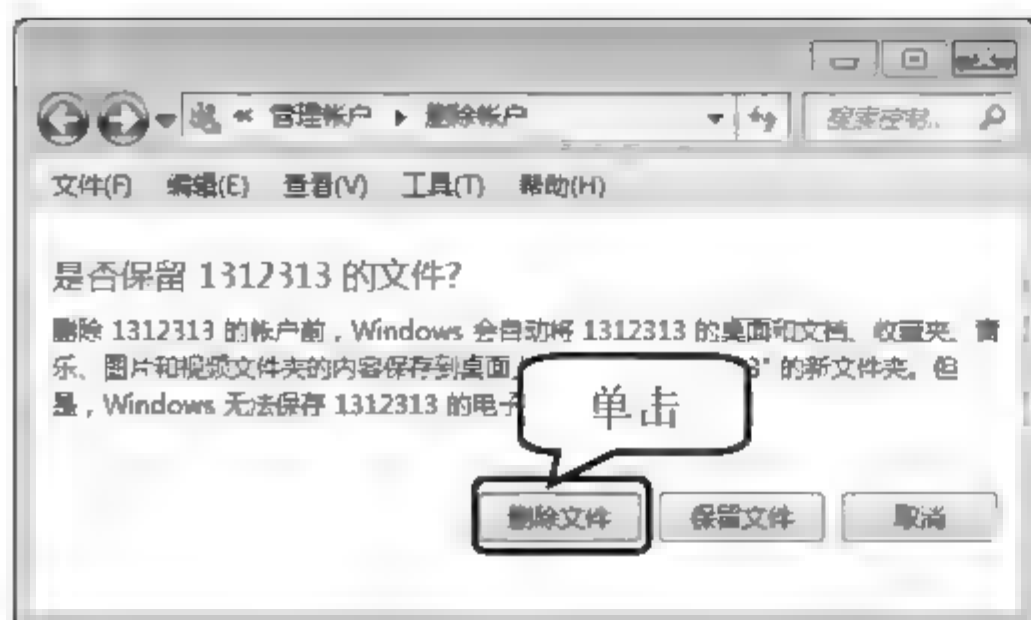 « 管理帐户 ▸ 删除帐户
搜索控制...
文件(F) 编辑(E) 查看(V) 工具(T) 帮助(H)
是否保留 1312313 的文件?
删除 1312313 的帐户前，Windows 会自动将 1312313 的桌面和文档、收藏夹、音
乐、图片和视频文件夹的内容保存到桌面 3" 的新文件夹。但
是，Windows 无法保存 1312313 的电子
单击
删除文件 保留文件 取消